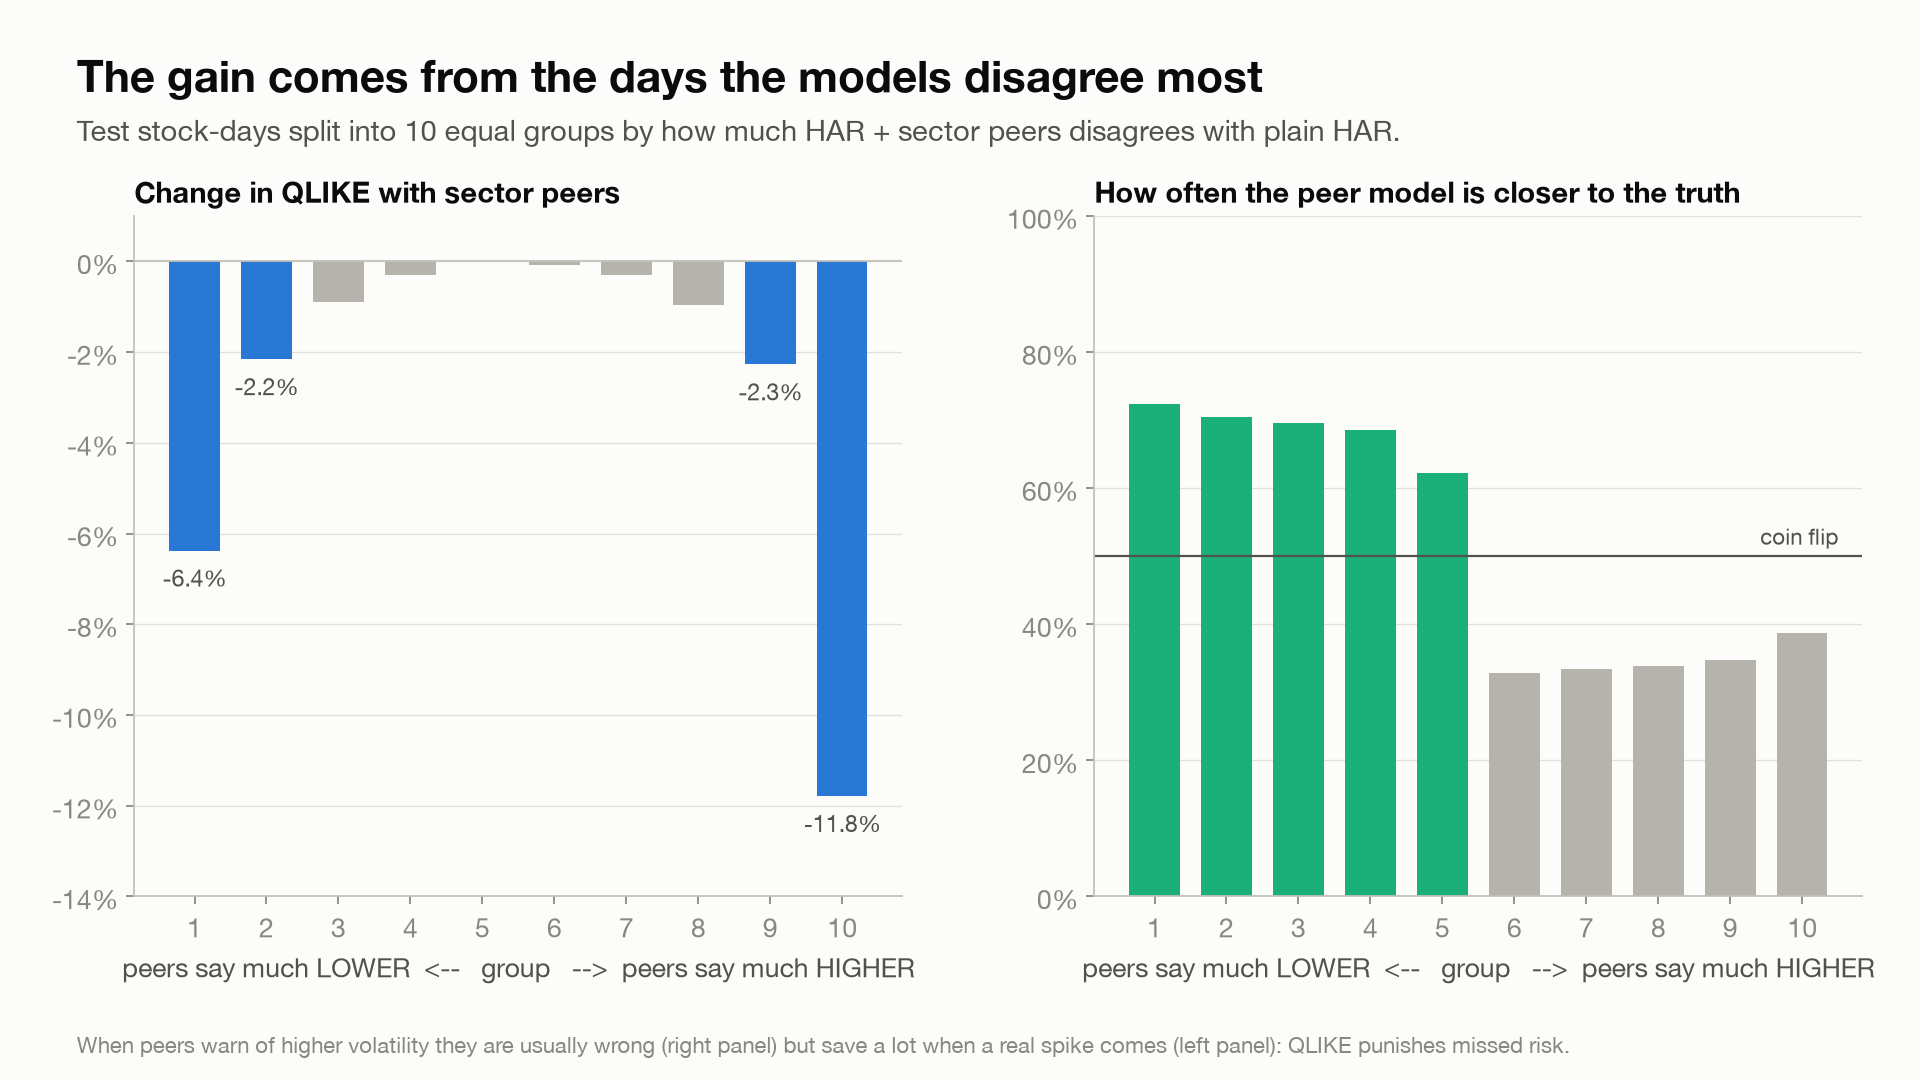 The gain comes from the days the models disagree most
Test stock-days split into 10 equal groups by how much HAR + sector peers disagrees with plain HAR.
Change in QLIKE with sector peers
0%
-2%
-4%
-6%
-8%
-10%
-12%
-14%
-6.4%
-2.2%
-2.3%
-11.8%
1 2 3 4 5 6 7 8 9 10
peers say much LOWER <-- group --> peers say much HIGHER
How often the peer model is closer to the truth
100%
80%
60%
40%
20%
0%
coin flip
1 2 3 4 5 6 7 8 9 10
peers say much LOWER <-- group --> peers say much HIGHER
When peers warn of higher volatility they are usually wrong (right panel) but save a lot when a real spike comes (left panel): QLIKE punishes missed risk.